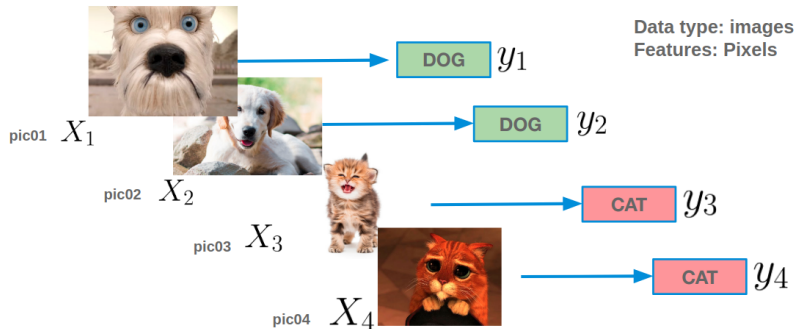 Data type: images
Features: Pixels
DOG y₁
pic01 X₁
DOG y₂
pic02 X₂
CAT y₃
pic03 X₃
CAT y₄
pic04 X₄